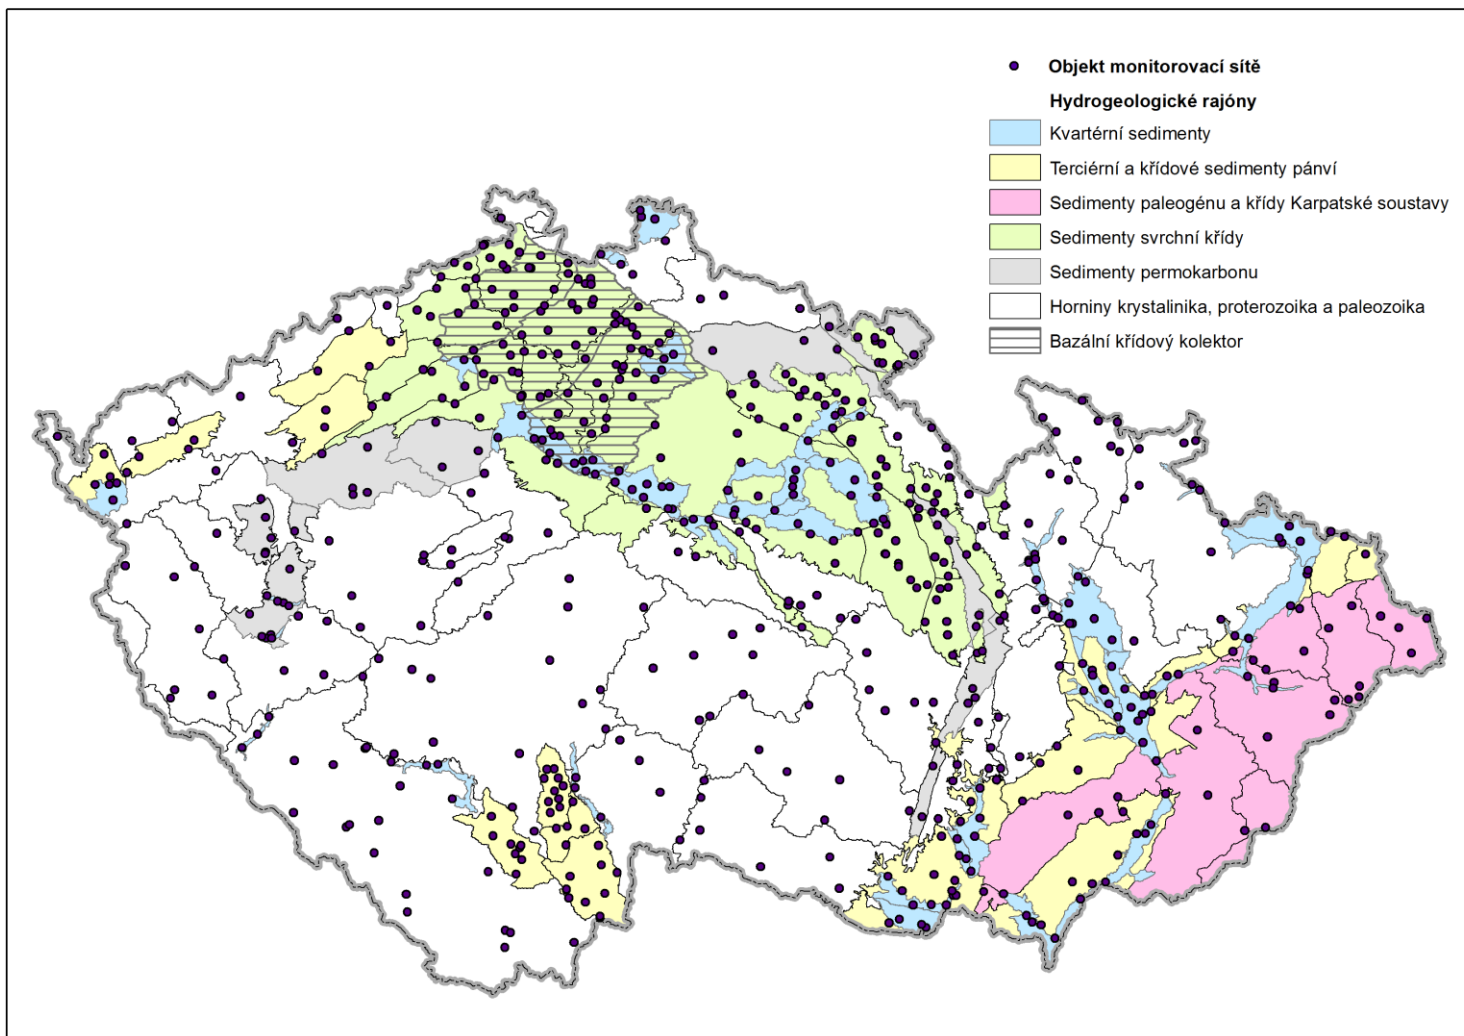 Objekt monitorovací sítě
Hydrogeologické rajóny
Kvartérní sedimenty
Terciérní a křídové sedimenty pánví
Sedimenty paleogénu a křídy Karpatské soustavy
Sedimenty svrchní křídy
Sedimenty permokarbonu
Horniny krystalinika, proterozoika a paleozoika
Bazální křídový kolektor